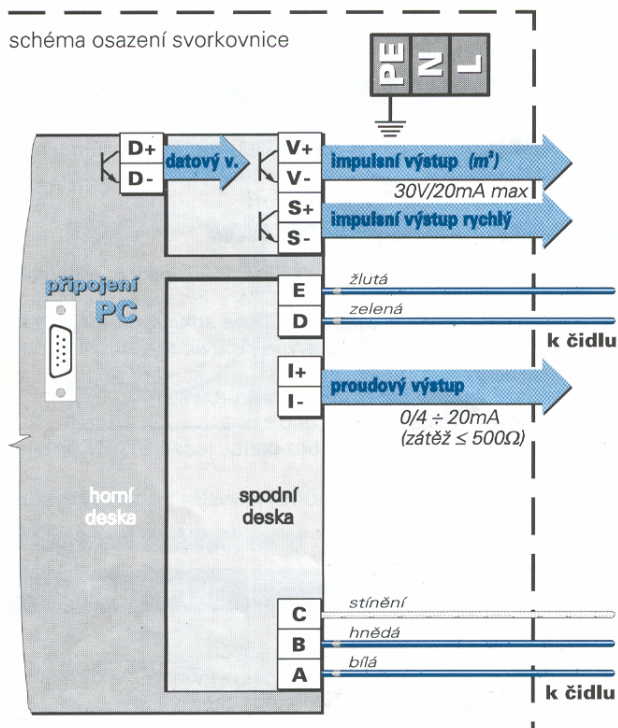 schéma osazení svorkovnice
PE N L
D+
D-
datový v.
V+
V-
impulsní výstup (m³)
30V/20mA max
S+
S-
impulsní výstup rychlý
připojení
PC
E
žlutá
D
zelená
k čidlu
I+
I-
proudový výstup
0/4 ÷ 20mA
(zátěž ≤ 500Ω)
horní
deska
spodní
deska
C
stínění
B
hnědá
A
bílá
k čidlu